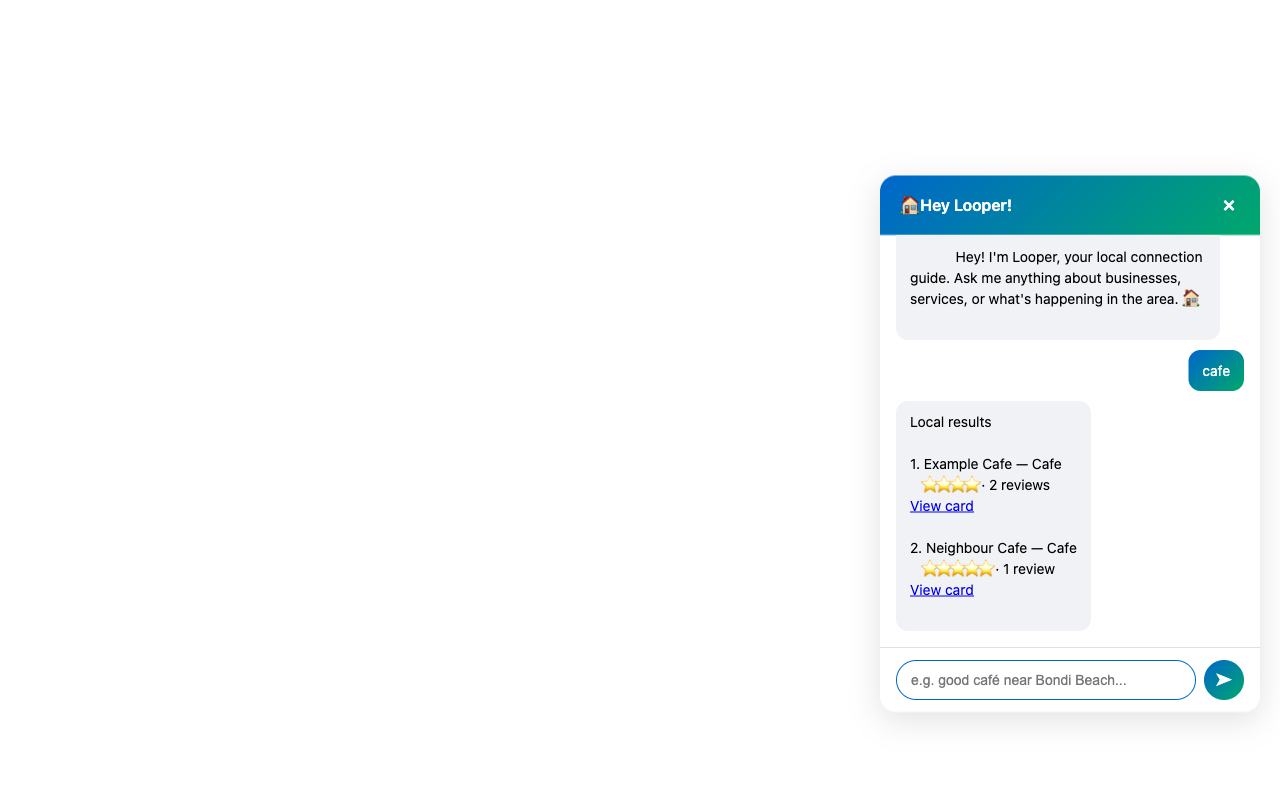 🏠Hey Looper! ×
Hey! I'm Looper, your local connection
guide. Ask me anything about businesses,
services, or what's happening in the area. 🏠
cafe
Local results
1. Example Cafe — Cafe
⭐⭐⭐⭐· 2 reviews
View card
2. Neighbour Cafe — Cafe
⭐⭐⭐⭐⭐· 1 review
View card
e.g. good café near Bondi Beach...